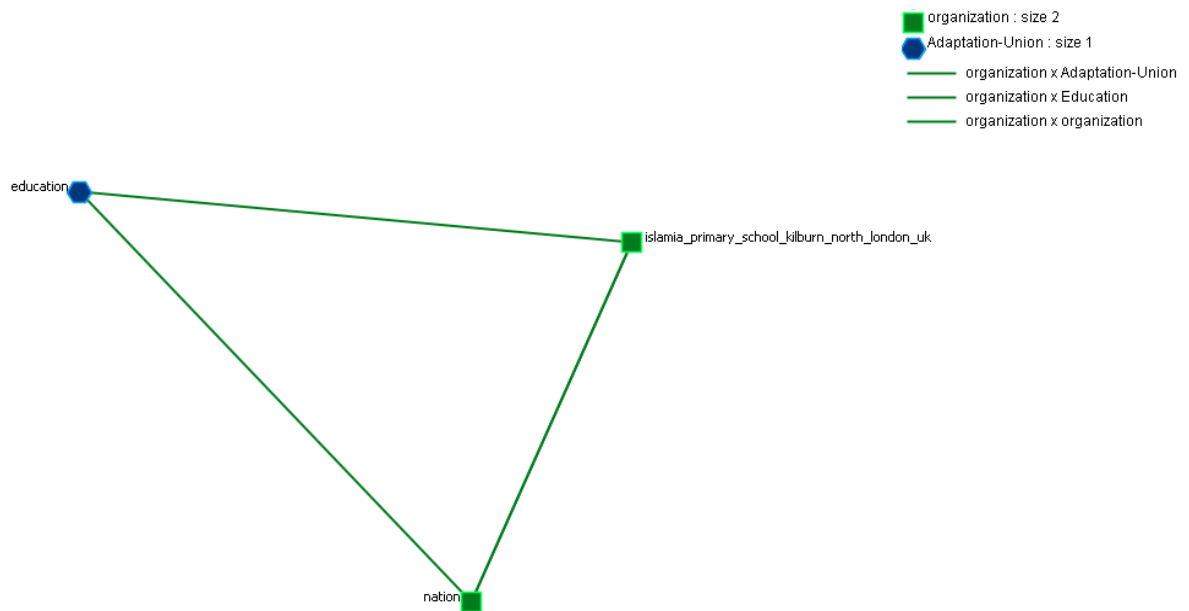 organization : size 2
Adaptation-Union : size 1
organization x Adaptation-Union
organization x Education
organization x organization
education
islamia_primary_school_kilburn_north_london_uk
nation